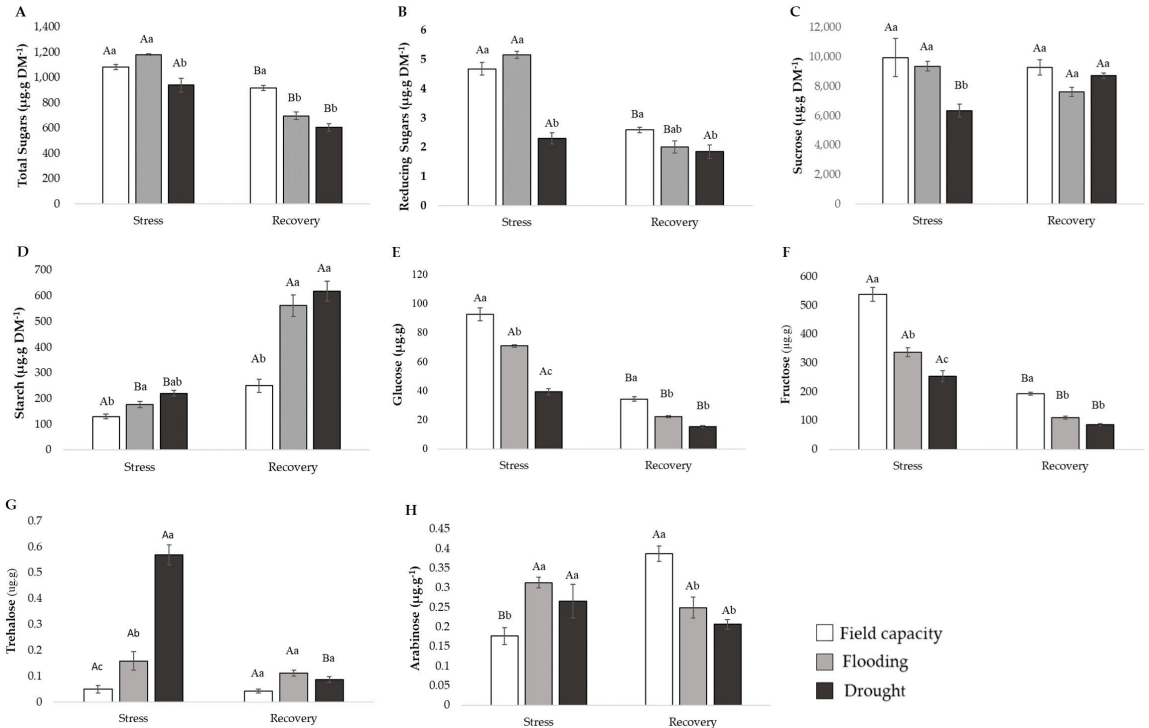 A
Total Sugars (µg.g DM⁻¹)
1,400
1,200
1,000
800
600
400
200
0
Aa
Aa
Ab
Ba
Bb
Bb
Stress
Recovery
B
Reducing Sugars (µg.g DM⁻¹)
6
5
4
3
2
1
0
Aa
Aa
Ab
Ba
Bab
Ab
Stress
Recovery
C
Sucrose (µg.g DM⁻¹)
12,000
10,000
8,000
6,000
4,000
2,000
0
Aa
Aa
Bb
Aa
Aa
Aa
Stress
Recovery
D
Starch (µg.g DM⁻¹)
700
600
500
400
300
200
100
0
Ab
Ba
Bab
Ab
Aa
Aa
Stress
Recovery
E
Glucose (µg.g)
120
100
80
60
40
20
0
Aa
Ab
Ac
Ba
Bb
Bb
Stress
Recovery
F
Fructose (µg.g)
600
500
400
300
200
100
0
Aa
Ab
Ac
Ba
Bb
Bb
Stress
Recovery
G
Trehalose (ug.g)
0.7
0.6
0.5
0.4
0.3
0.2
0.1
0
Ac
Ab
Aa
Aa
Aa
Ba
Stress
Recovery
H
Arabinose (µg.g⁻¹)
0.45
0.4
0.35
0.3
0.25
0.2
0.15
0.1
0.05
0
Bb
Aa
Aa
Aa
Ab
Ab
Stress
Recovery
Field capacity
Flooding
Drought